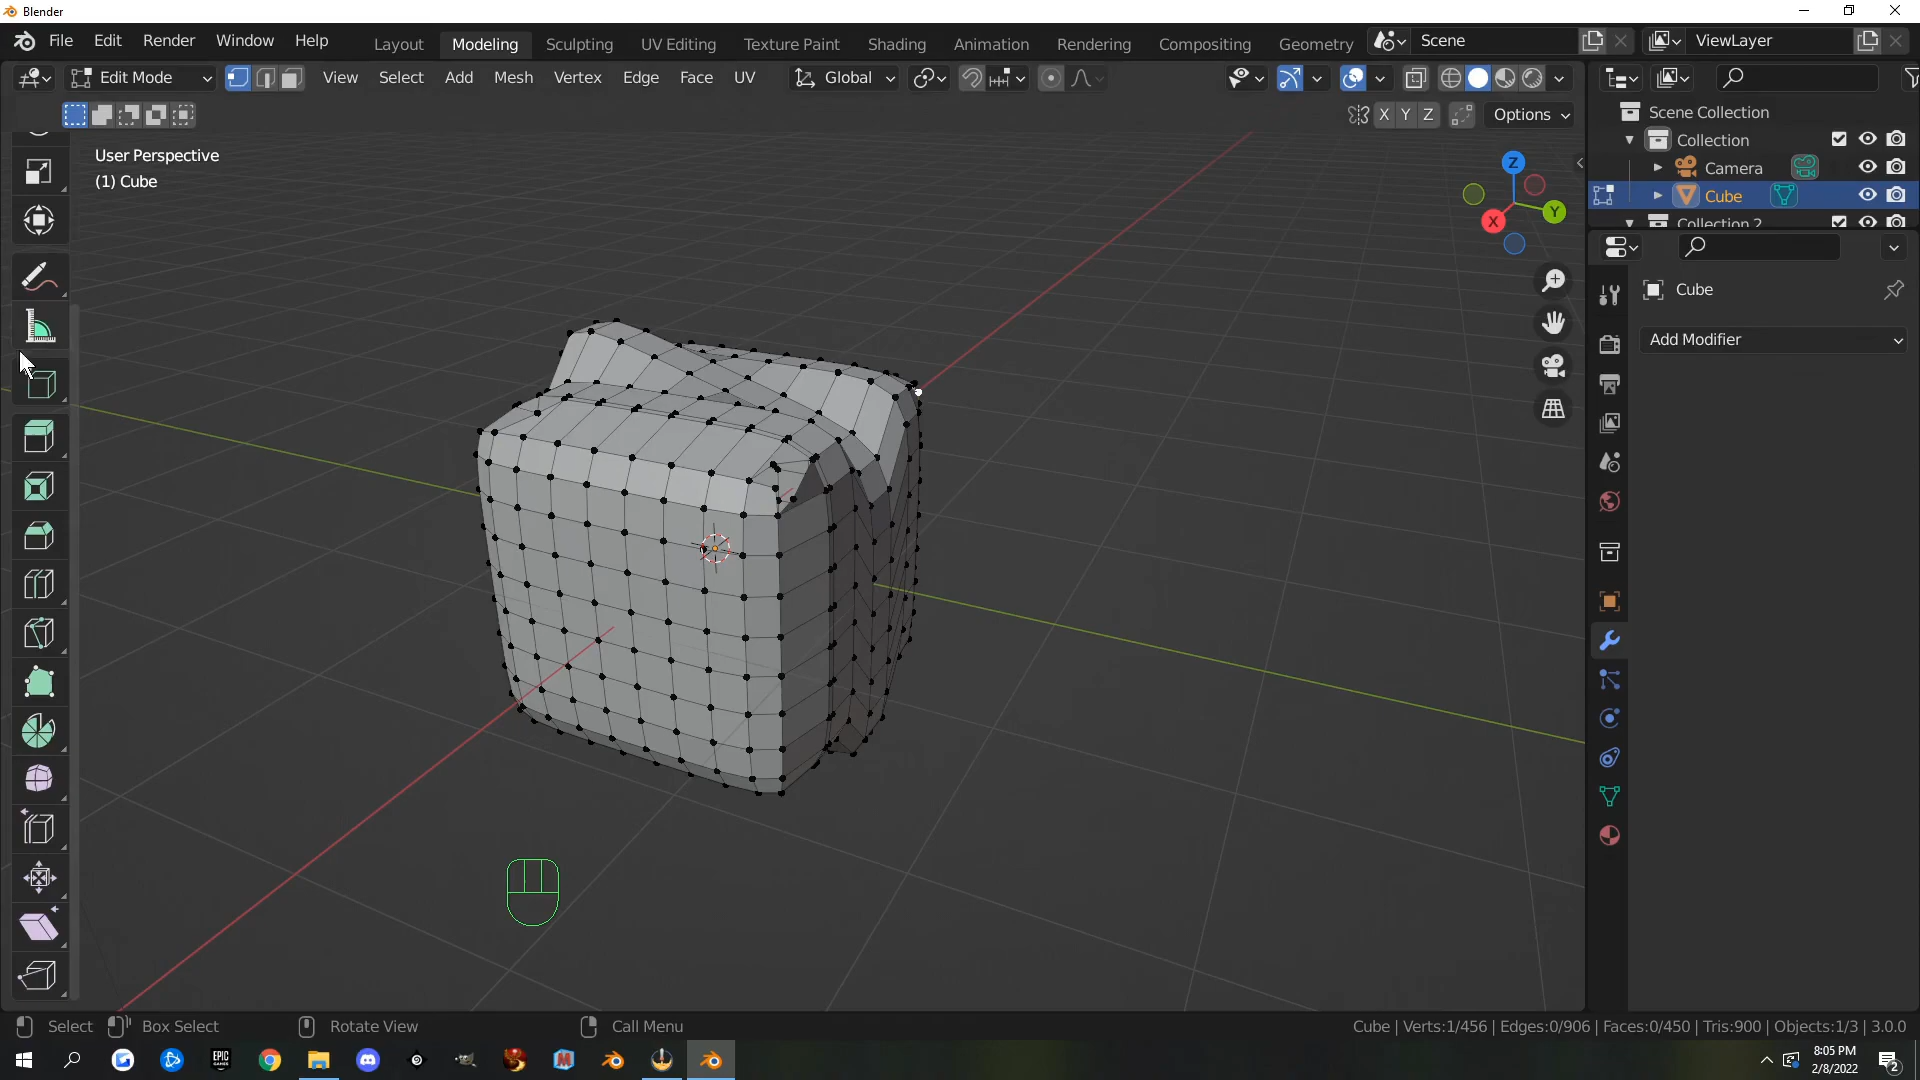 Blender
File Edit Render Window Help Layout Modeling Sculpting UV Editing Texture Paint Shading Animation Rendering Compositing Geometry Scene ViewLayer
Edit Mode View Select Add Mesh Vertex Edge Face UV Global
X Y Z Options
User Perspective
(1) Cube
Z
Y
X
Scene Collection
Collection
Camera
Cube
Collection 2
Cube
Add Modifier
Select Box Select Rotate View Call Menu Cube | Verts:1/456 | Edges:0/906 | Faces:0/450 | Tris:900 | Objects:1/3 | 3.0.0
EPIC GAMES
M
8:05 PM
2/8/2022
2